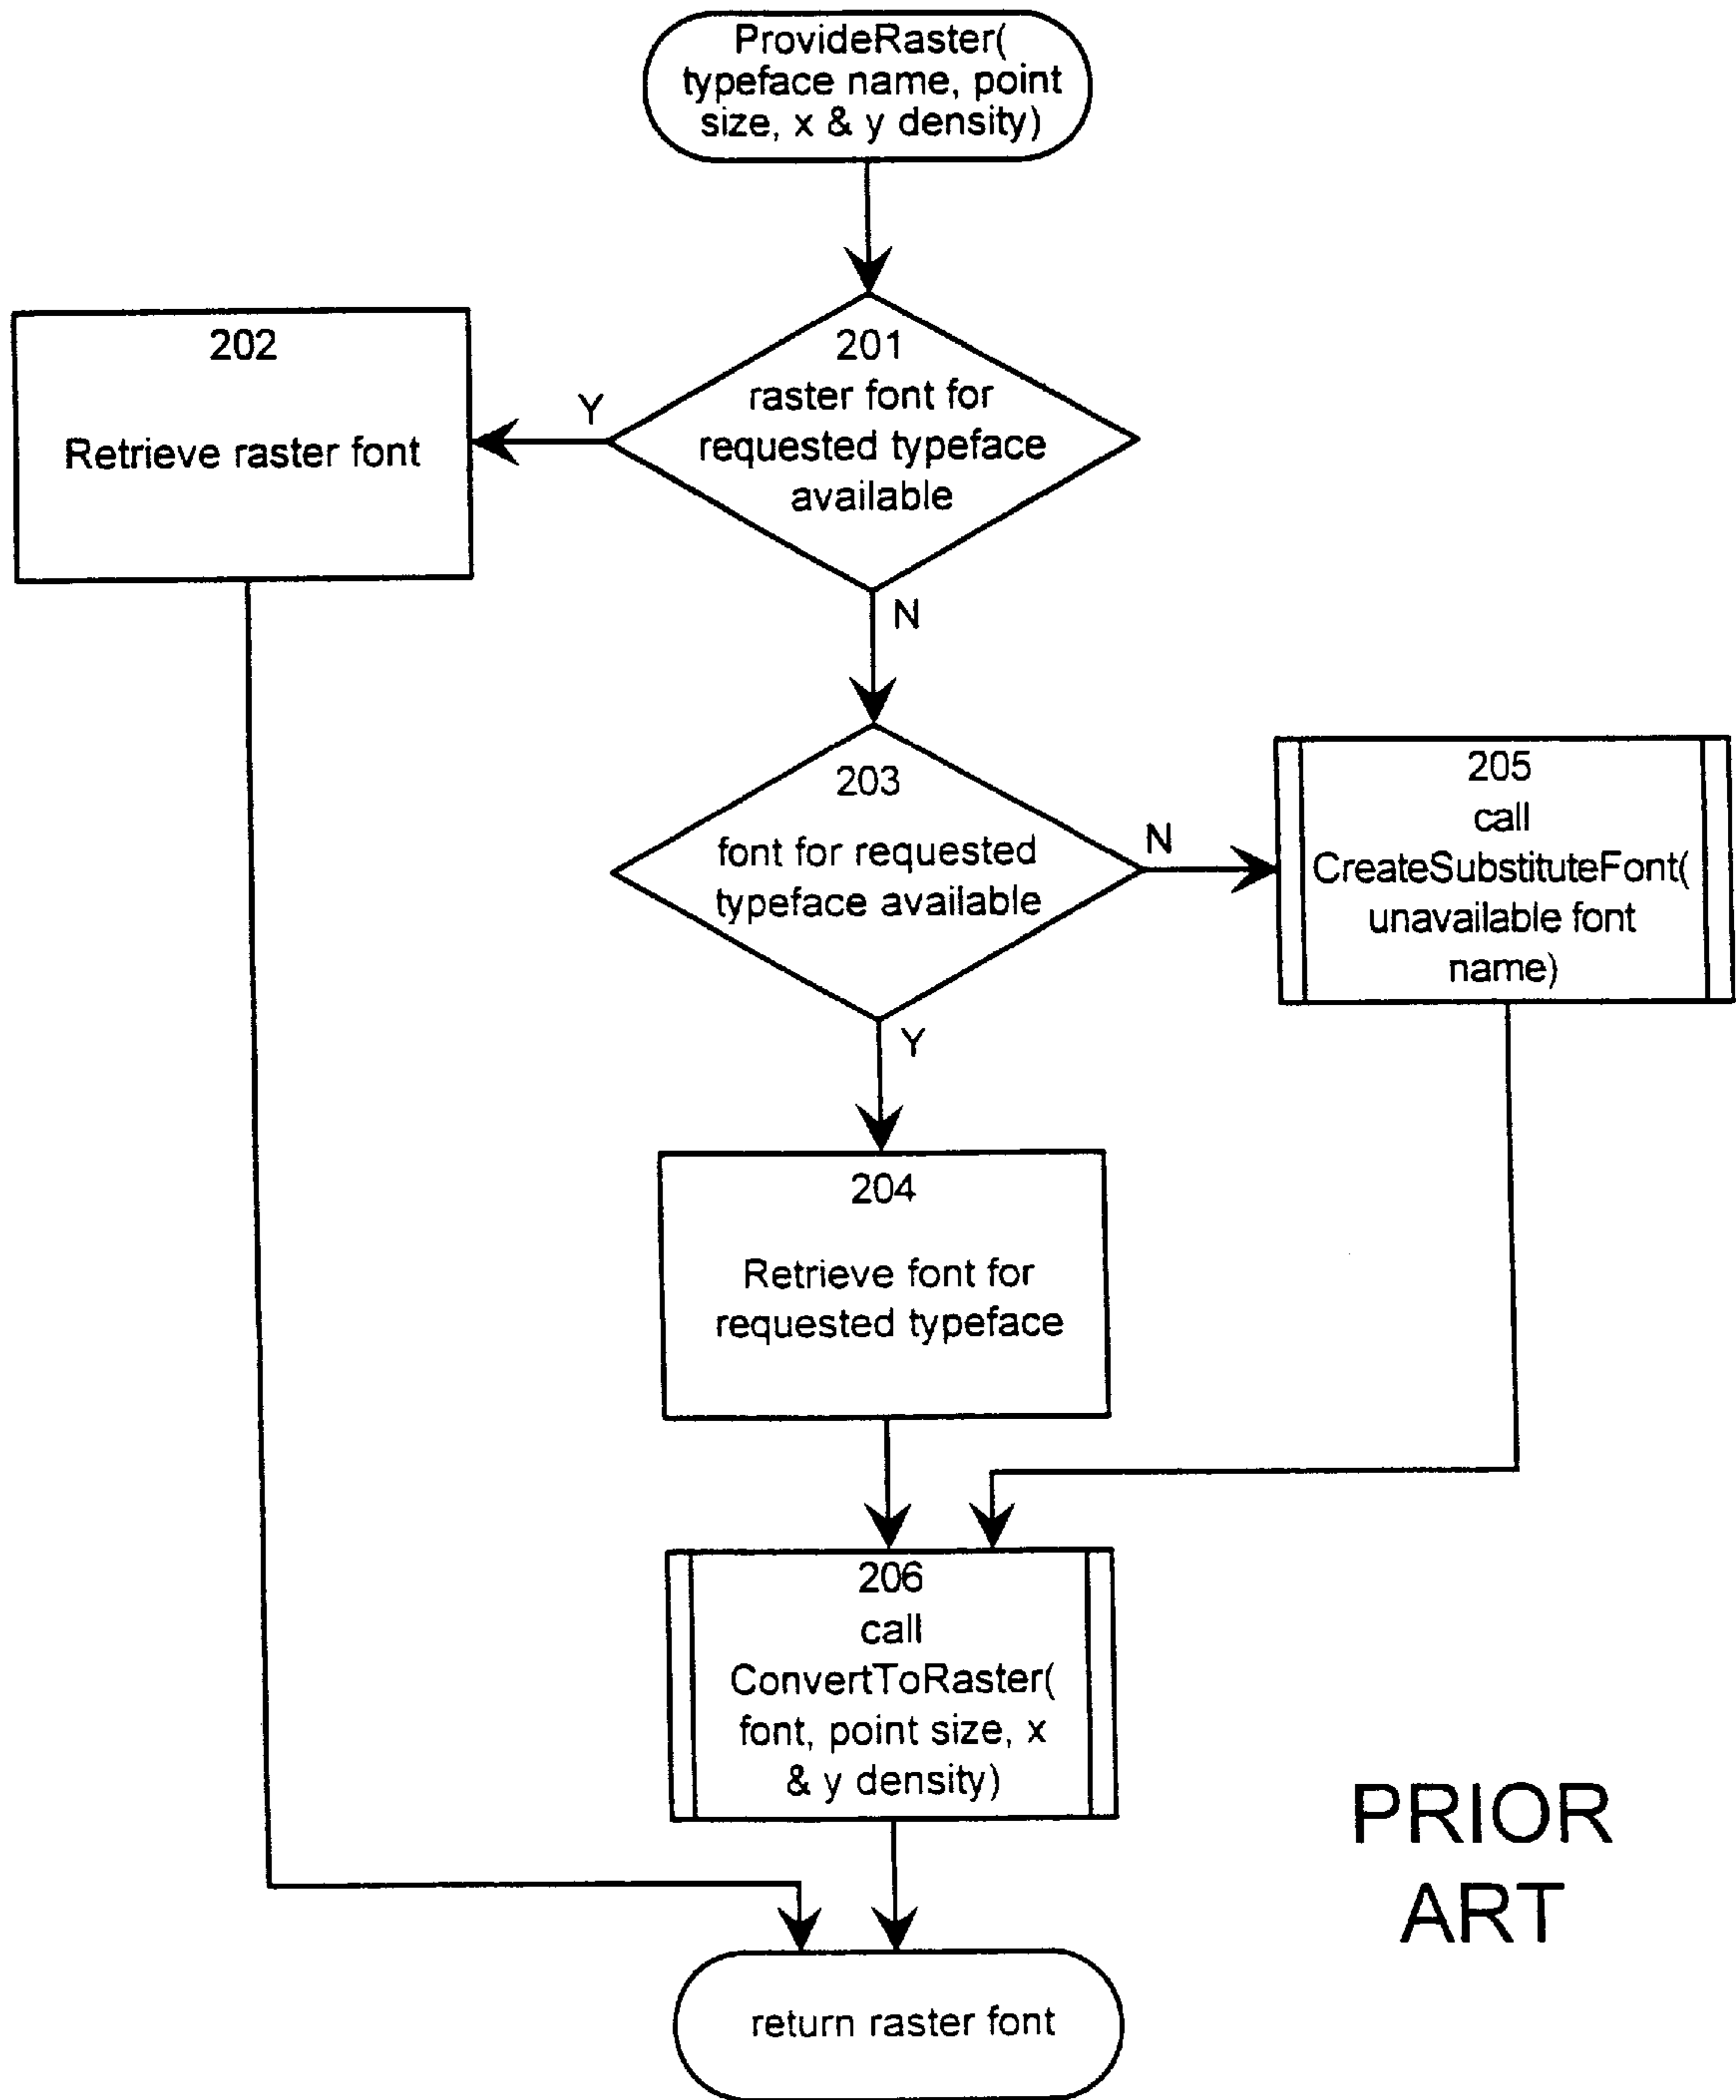 ProvideRaster(
typeface name, point
size, x & y density)
201
raster font for
requested typeface
available
Y
N
202
Retrieve raster font
203
font for requested
typeface available
N
Y
205
call
CreateSubstituteFont(
unavailable font
name)
204
Retrieve font for
requested typeface
206
call
ConvertToRaster(
font, point size, x
& y density)
return raster font
PRIOR
ART